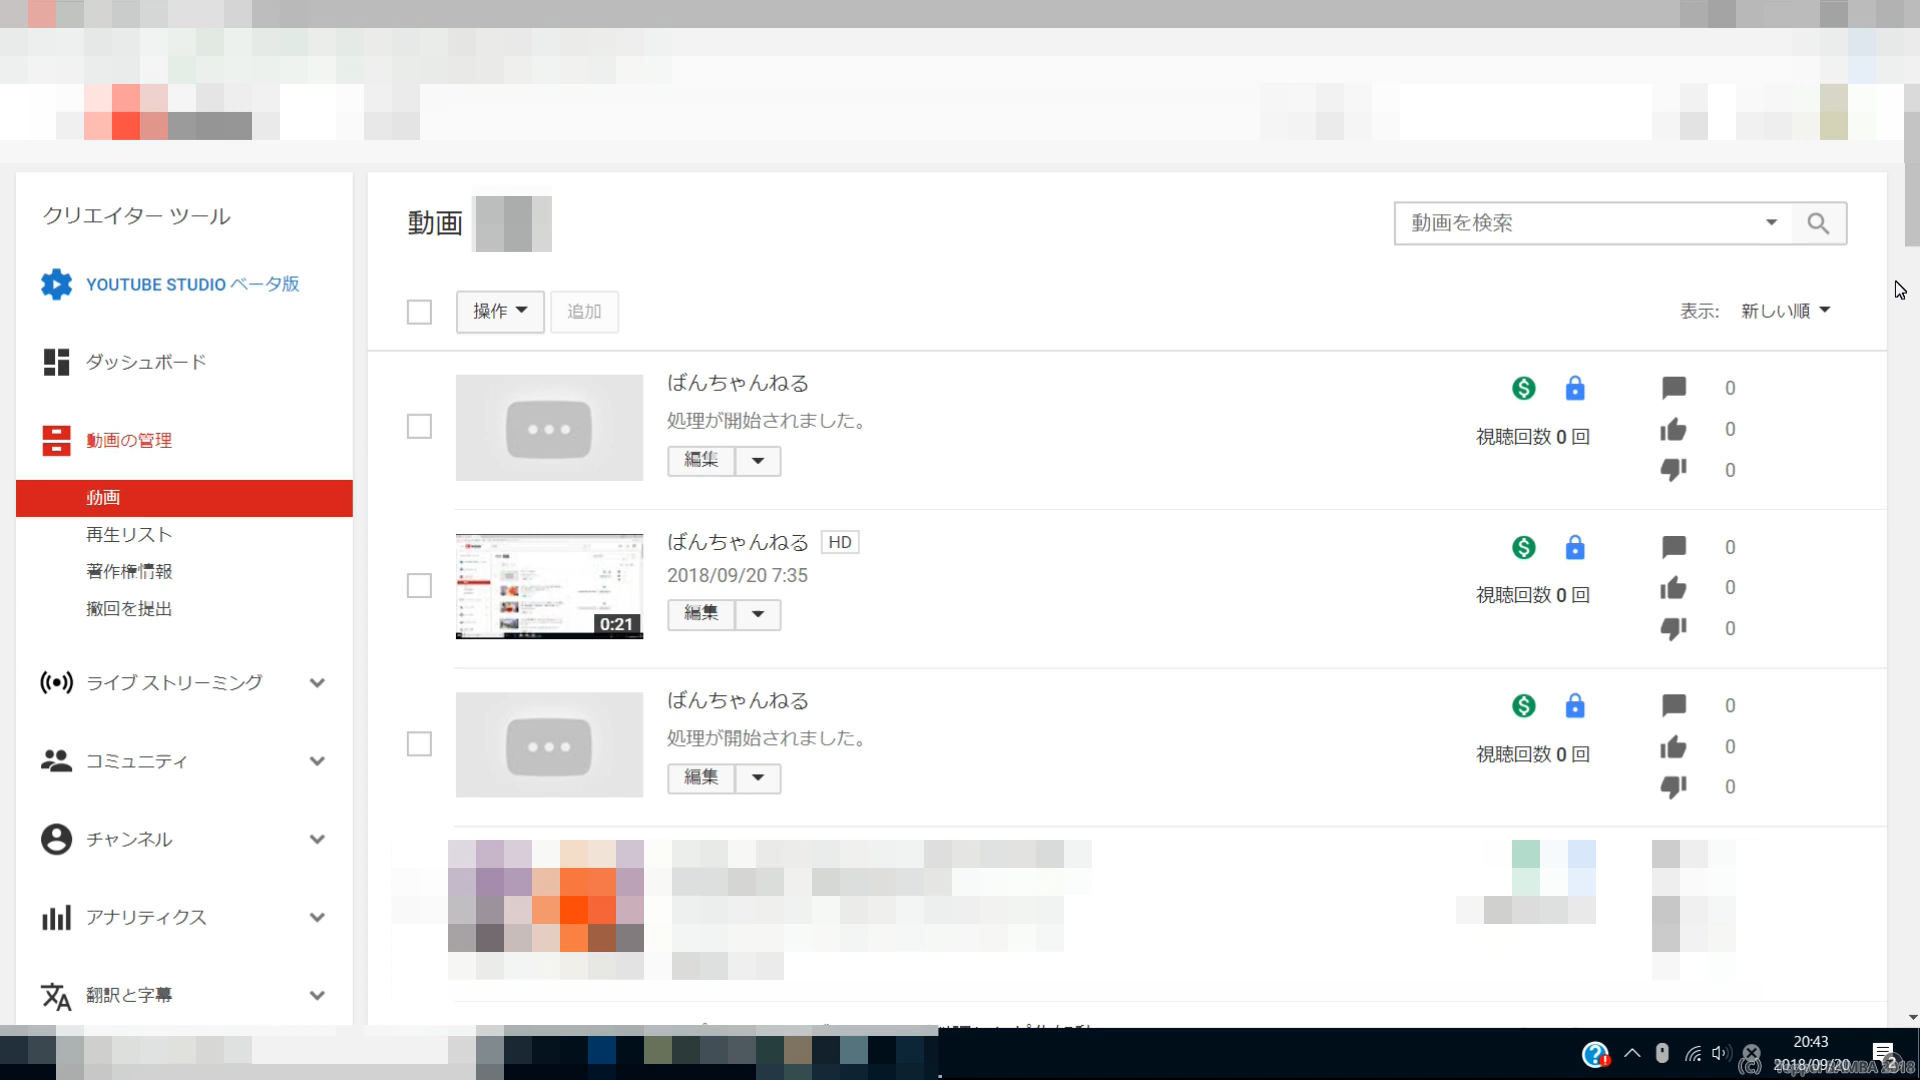 クリエイター ツール
YOUTUBE STUDIO ベータ版
ダッシュボード
動画の管理
動画
再生リスト
著作権情報
撤回を提出
ライブ ストリーミング
コミュニティ
チャンネル
アナリティクス
翻訳と字幕
動画
動画を検索
操作
追加
表示: 新しい順
ばんちゃんねる
処理が開始されました。
編集
視聴回数 0 回
0
0
0
ばんちゃんねる HD
2018/09/20 7:35
編集
0:21
視聴回数 0 回
0
0
0
ばんちゃんねる
処理が開始されました。
編集
視聴回数 0 回
0
0
0
20:43
2018/09/20
2